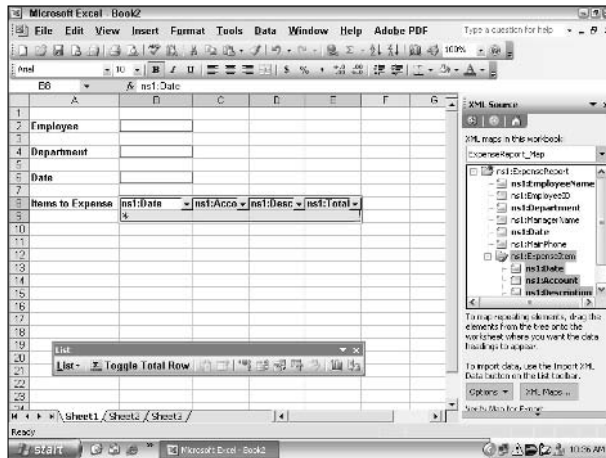 Microsoft Excel - Book2
File Edit View Insert Format Tools Data Window Help Adobe PDF Type a question for help
100%
Arial 10 B I U $ % ,
B8 fx ns1:Date
A B C D E F G
1
2 Employee
3
4 Department
5
6 Date
7
8 Items to Expense ns1:Date ns1:Acco ns1:Desc ns1:Total
9 *
10
11
12
13
14
15
16
17
18
19
20
21
22
23
24
List
List Σ Toggle Total Row
Sheet1 / Sheet2 / Sheet3
Ready
XML Source
XML maps in this workbook:
ExpenseReport_Map
ns1:ExpenseReport
ns1:EmployeeName
ns1:EmployeeID
ns1:Department
ns1:ManagerName
ns1:Date
ns1:MainPhone
ns1:ExpenseItem
ns1:Date
ns1:Account
ns1:Description
To map repeating elements, drag the
elements from the tree onto the
worksheet where you want the data
headings to appear.
To import data, use the Import XML
Data button on the List toolbar.
Options XML Maps...
Verify Map for Export...
start Microsoft Excel - Book2 10:36 AM